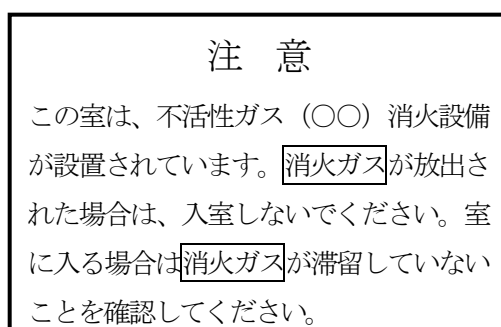 注　意
この室は、不活性ガス（○○）消火設備
が設置されています。消火ガスが放出さ
れた場合は、入室しないでください。室
に入る場合は消火ガスが滞留していない
ことを確認してください。